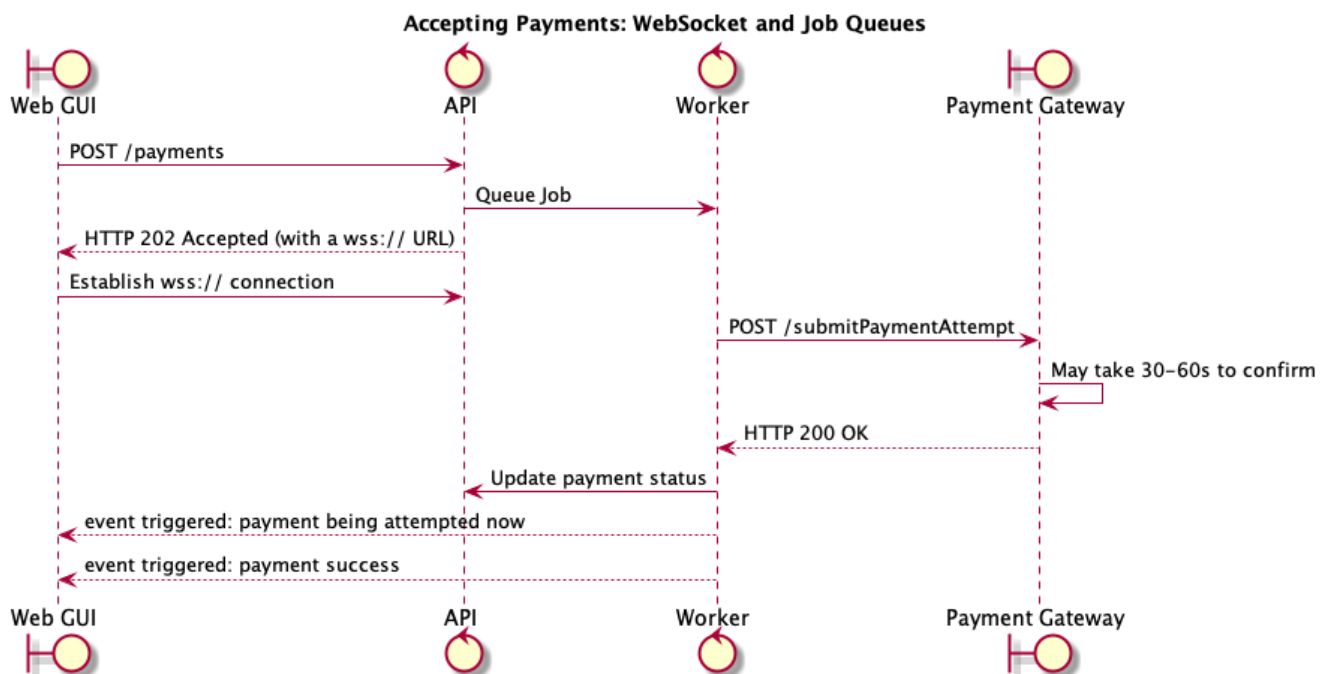 Accepting Payments: WebSocket and Job Queues
Web GUI
API
Worker
Payment Gateway
POST /payments
Queue Job
HTTP 202 Accepted (with a wss:// URL)
Establish wss:// connection
POST /submitPaymentAttempt
May take 30-60s to confirm
HTTP 200 OK
Update payment status
event triggered: payment being attempted now
event triggered: payment success
Web GUI
API
Worker
Payment Gateway